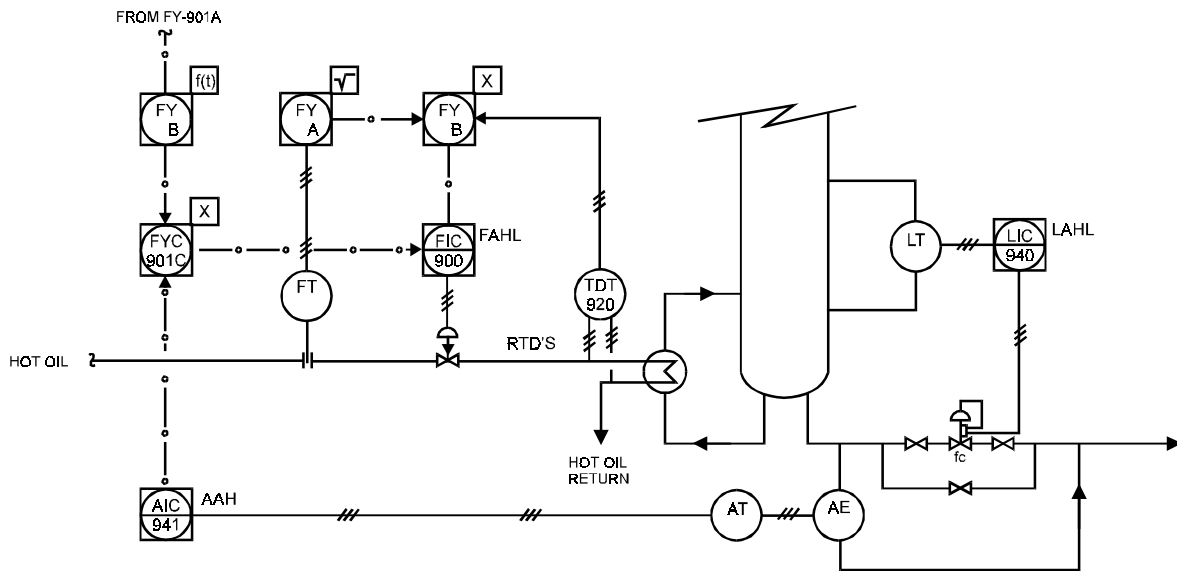 FROM FY-901A
f(t)
FY
B
√
FY
A
X
FY
B
X
FYC
901C
FIC
900
FAHL
LT
LIC
940
LAHL
FT
TDT
920
HOT OIL
RTD'S
HOT OIL
RETURN
fc
AIC
941
AAH
AT
AE